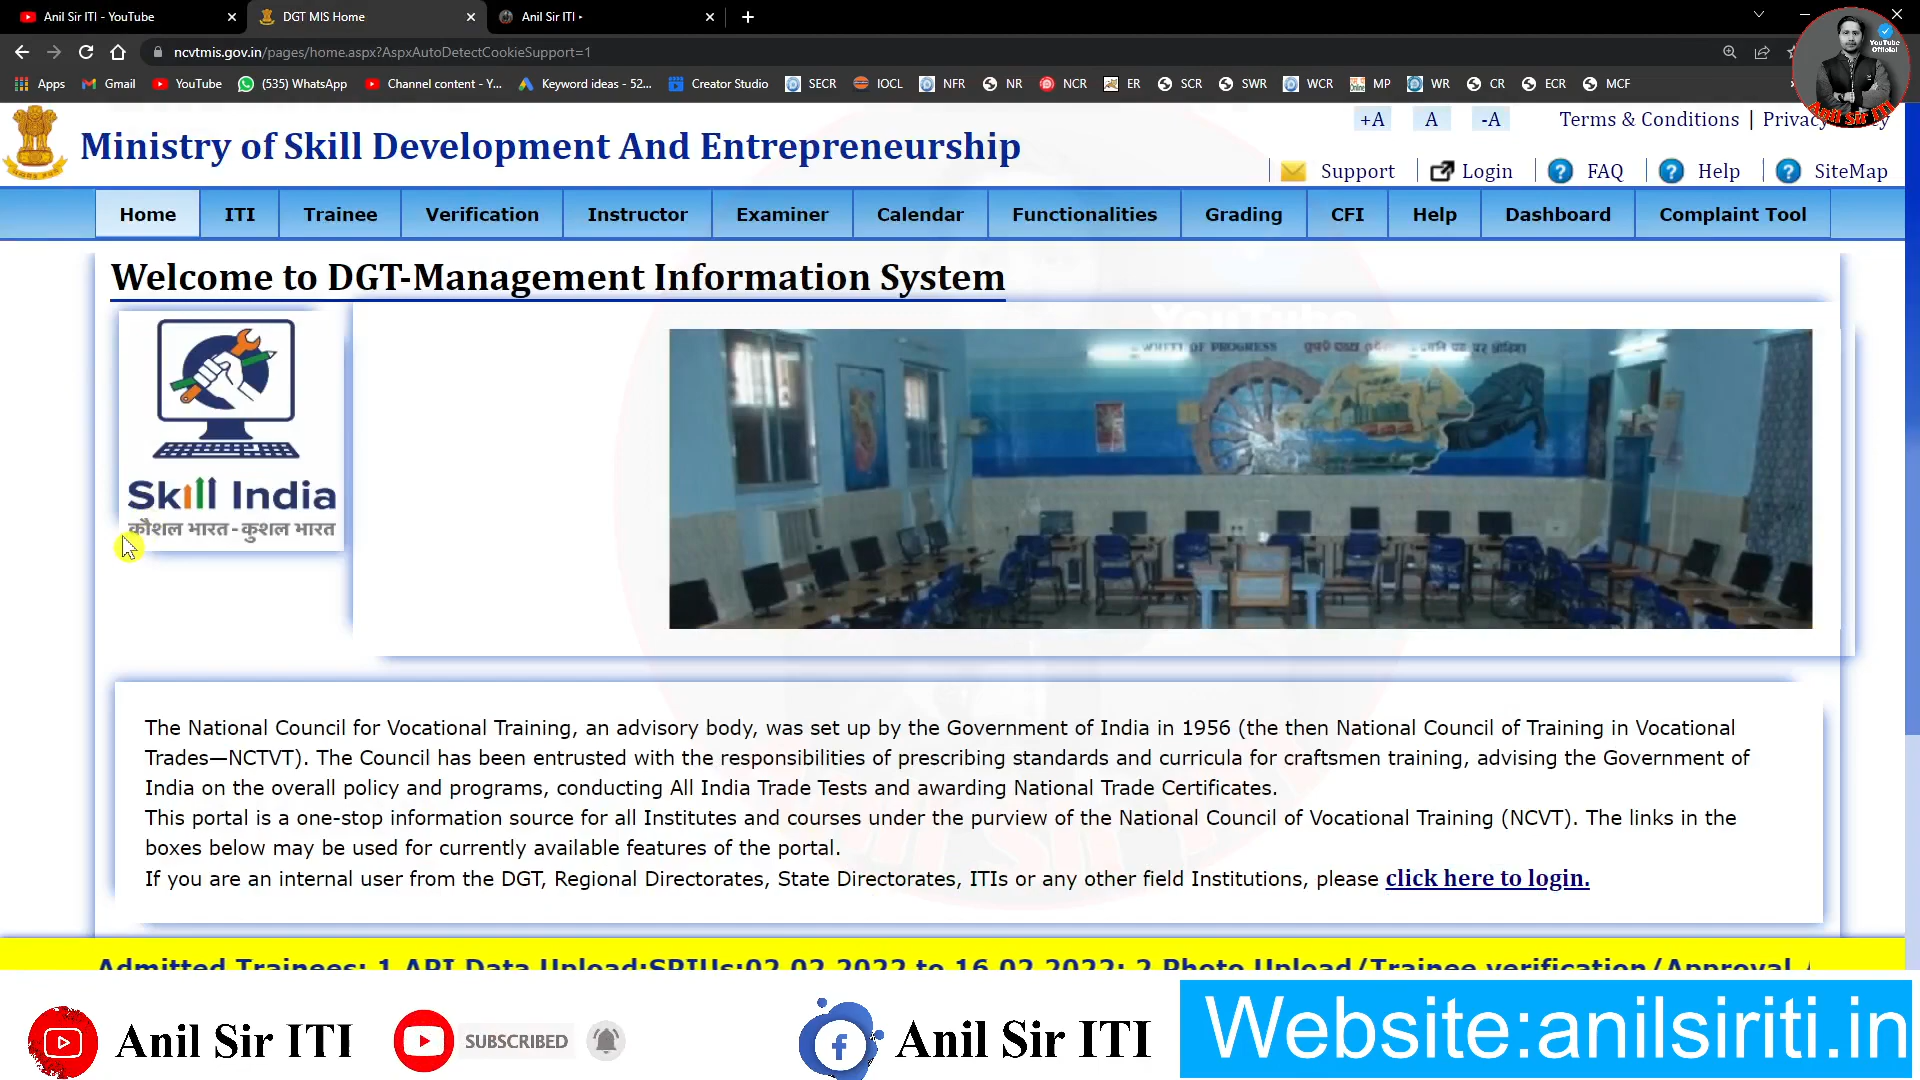 Anil Sir ITI - YouTube
DGT MIS Home
Anil Sir ITI -
ncvtmis.gov.in/pages/home.aspx?AspxAutoDetectCookieSupport=1
Apps Gmail YouTube (535) WhatsApp Channel content - Y... Keyword ideas - 52... Creator Studio SECR IOCL NFR NR NCR ER SCR SWR WCR MP WR CR ECR MCF
YouTube
Official
Anil Sir ITI
+A A -A Terms & Conditions | Privacy
Ministry of Skill Development And Entrepreneurship
Support Login FAQ Help SiteMap
Home ITI Trainee Verification Instructor Examiner Calendar Functionalities Grading CFI Help Dashboard Complaint Tool
Welcome to DGT-Management Information System
YouTube
OF PROGRESS
Skill India
कौशल भारत - कुशल भारत
The National Council for Vocational Training, an advisory body, was set up by the Government of India in 1956 (the then National Council of Training in Vocational
Trades—NCTVT). The Council has been entrusted with the responsibilities of prescribing standards and curricula for craftsmen training, advising the Government of
India on the overall policy and programs, conducting All India Trade Tests and awarding National Trade Certificates.
This portal is a one-stop information source for all Institutes and courses under the purview of the National Council of Vocational Training (NCVT). The links in the
boxes below may be used for currently available features of the portal.
If you are an internal user from the DGT, Regional Directorates, State Directorates, ITIs or any other field Institutions, please click here to login.
Admitted Trainees: 1 API Data Upload:SPIUs:02.02.2022 to 16.02.2022; 2 Photo Upload/Trainee verification/Approval
Anil Sir ITI
SUBSCRIBED
Anil Sir ITI
Website:anilsiriti.in